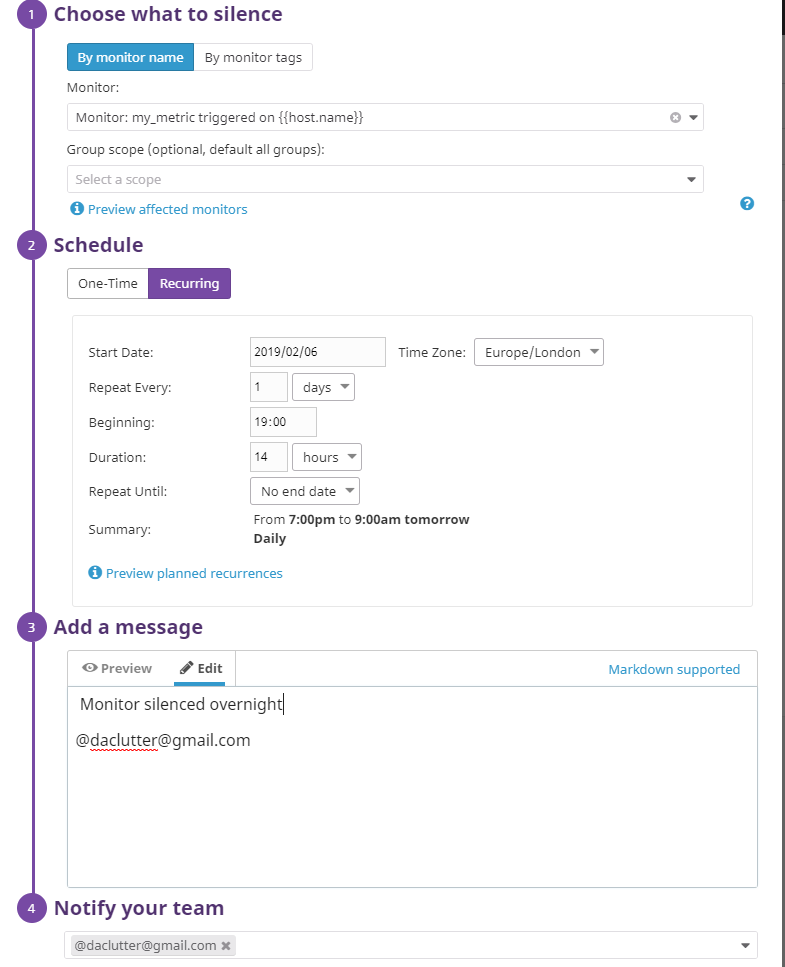 1 Choose what to silence
By monitor name By monitor tags
Monitor:
Monitor: my_metric triggered on {{host.name}}
Group scope (optional, default all groups):
Select a scope
Preview affected monitors
2 Schedule
One-Time Recurring
Start Date: 2019/02/06 Time Zone: Europe/London
Repeat Every: 1 days
Beginning: 19:00
Duration: 14 hours
Repeat Until: No end date
Summary: From 7:00pm to 9:00am tomorrow
Daily
Preview planned recurrences
3 Add a message
Preview Edit Markdown supported
Monitor silenced overnight
@daclutter@gmail.com
4 Notify your team
@daclutter@gmail.com